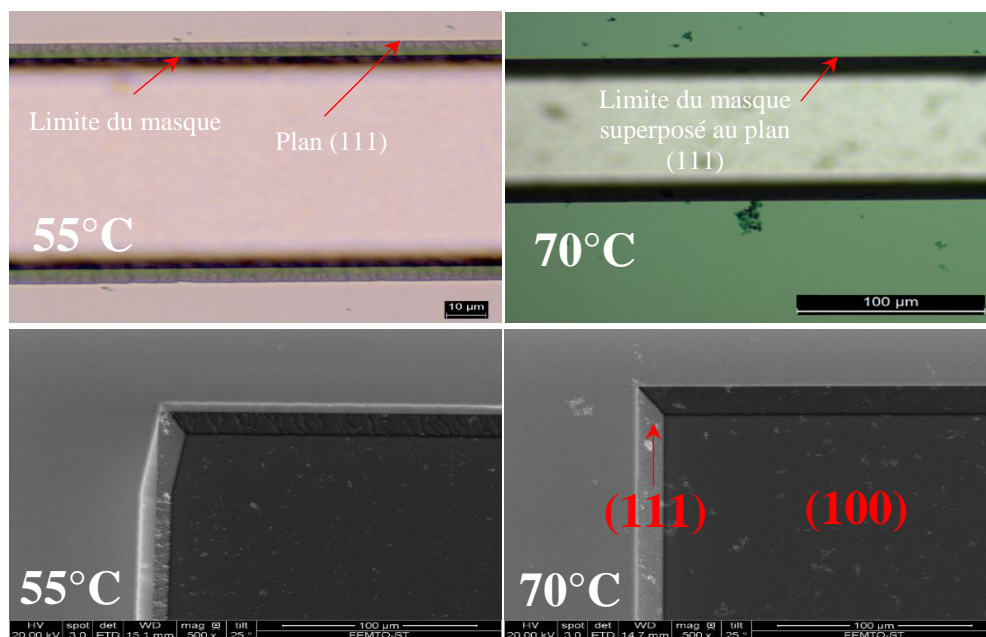 Limite du masque
Plan (111)
55°C
10 µm
Limite du masque
superposé au plan
(111)
70°C
100 µm
55°C
HV spot det WD mag tilt
20.00 kV 3.0 ETD 15.1 mm 500 x 25 ° FEMTO-ST
100 µm
(111) (100)
70°C
HV spot det WD mag tilt
20.00 kV 3.0 ETD 14.7 mm 500 x 25 ° FEMTO-ST
100 µm